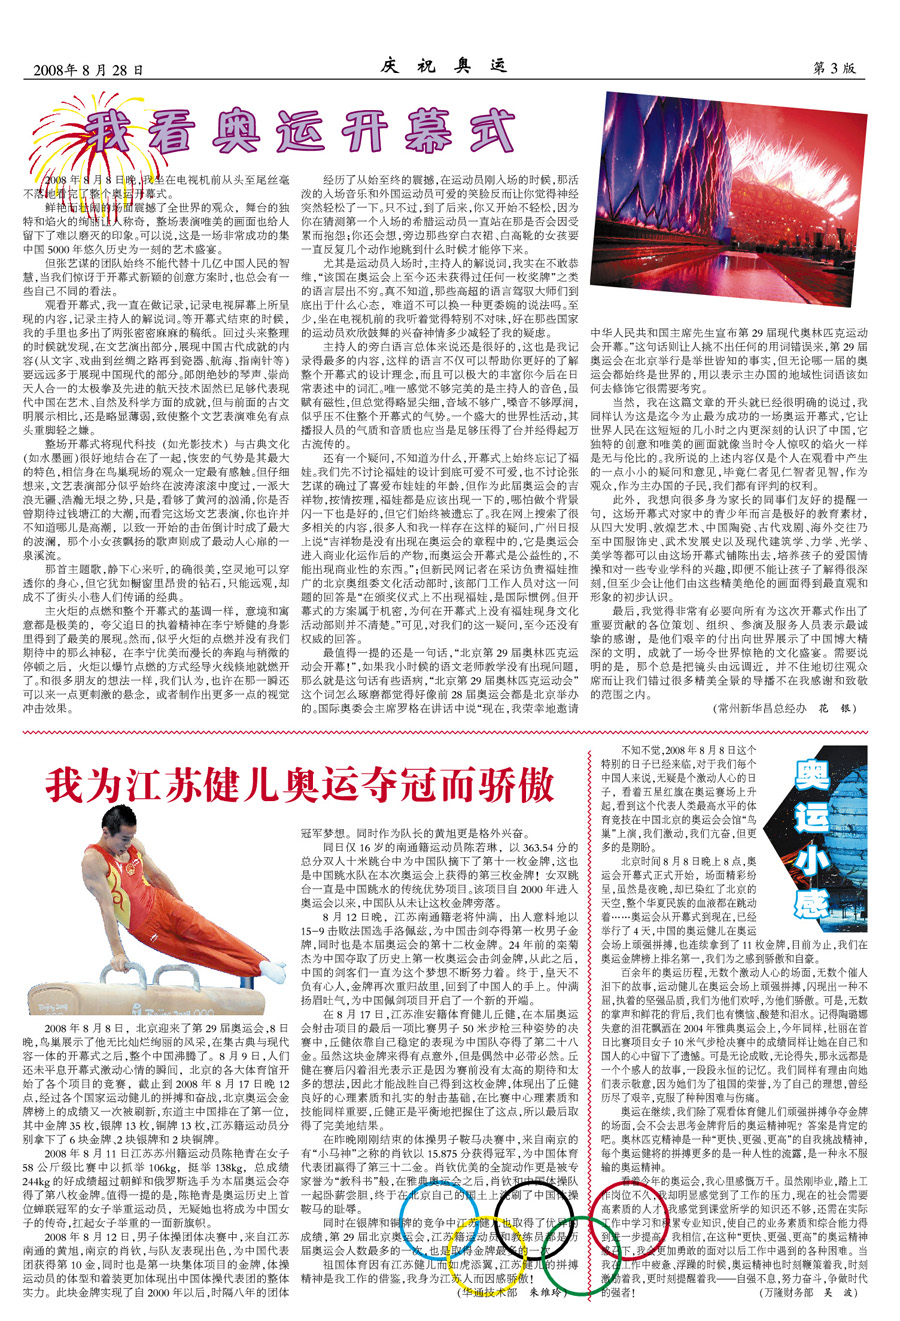 2008年8月28日
庆祝奥运
第3版
我看奥运开幕式
2008年8月8日晚,我坐在电视机前从头至尾丝毫
不落地看完了整个奥运开幕式。
鲜艳而壮阔的场面震撼了全世界的观众，舞台的独
特和焰火的绚丽让人称奇，整场表演唯美的画面也给人
留下了难以磨灭的印象。可以说,这是一场非常成功的集
中国5000年悠久历史为一刻的艺术盛宴。
但张艺谋的团队始终不能代替十几亿中国人民的智
慧,当我们惊讶于开幕式新颖的创意方案时,也总会有一
些自己不同的看法。
观看开幕式,我一直在做记录,记录电视屏幕上所呈
现的内容,记录主持人的解说词。等开幕式结束的时候,
我的手里也多出了两张密密麻麻的稿纸。回过头来整理
的时候就发现,在文艺演出部分,展现中国古代成就的内
容(从文字、戏曲到丝绸之路再到瓷器、航海、指南针等)
要远远多于展现中国现代的部分。郎朗绝妙的琴声、崇尚
天人合一的太极拳及先进的航天技术固然已足够代表现
代中国在艺术、自然及科学方面的成就,但与前面的古文
明展示相比,还是略显薄弱,致使整个文艺表演难免有点
头重脚轻之嫌。
整场开幕式将现代科技（如光影技术）与古典文化
(如水墨画)很好地结合在了一起,恢宏的气势是其最大
的特色,相信身在鸟巢现场的观众一定最有感触。但仔细
想来,文艺表演部分似乎始终在波涛滚滚中度过,一派大
浪无疆、浩瀚无垠之势,只是,看够了黄河的汹涌,你是否
曾期待过钱塘江的大潮,而看完这场文艺表演,你也许并
不知道哪儿是高潮，以致一开始的击缶倒计时成了最大
的波澜，那个小女孩飘扬的歌声则成了最动人心扉的一
泉溪流。
那首主题歌,静下心来听,的确很美,空灵地可以穿
透你的身心,但它犹如橱窗里昂贵的钻石,只能远观,却
成不了街头小巷人们传诵的经典。
主火炬的点燃和整个开幕式的基调一样，意境和寓
意都是极美的，夸父追日的执着精神在李宁矫健的身影
里得到了最美的展现。然而,似乎火炬的点燃并没有我们
期待中的那么神秘，在李宁优美而漫长的奔跑与稍微的
停顿之后，火炬以爆竹点燃的方式经导火线倏地就燃开
了。和很多朋友的想法一样,我们认为,也许在那一瞬还
可以来一点更刺激的悬念，或者制作出更多一点的视觉
冲击效果。
经历了从始至终的震撼,在运动员刚入场的时候,那活
泼的入场音乐和外国运动员可爱的笑脸反而让你觉得神经
突然轻松了一下。只不过,到了后来,你又开始不轻松,因为
你在猜测第一个入场的希腊运动员一直站在那是否会因受
累而抱怨;你还会想,旁边那些穿白衣裙、白高靴的女孩要
一直反复几个动作地跳到什么时候才能停下来。
尤其是运动员入场时,主持人的解说词,我实在不敢恭
维,“该国在奥运会上至今还未获得过任何一枚奖牌”之类
的语言层出不穷。真不知道,那些高超的语言驾驭大师们到
底出于什么心态，难道不可以换一种更委婉的说法吗。至
少,坐在电视机前的我听着觉得特别不对味,好在那些国家
的运动员欢欣鼓舞的兴奋神情多少减轻了我的疑虑。
主持人的旁白语言总体来说还是很好的,这也是我记
录得最多的内容,这样的语言不仅可以帮助你更好的了解
整个开幕式的设计理念,而且可以极大的丰富你今后在日
常表述中的词汇。唯一感觉不够完美的是主持人的音色,虽
赋有磁性,但总觉得略显尖细,音域不够广,嗓音不够厚润,
似乎压不住整个开幕式的气势。一个盛大的世界性活动,其
播报人员的气质和音质也应当是足够压得了台并经得起万
古流传的。
还有一个疑问,不知道为什么,开幕式上始终忘记了福
娃。我们先不讨论福娃的设计到底可爱不可爱,也不讨论张
艺谋的确过了喜爱布娃娃的年龄,但作为此届奥运会的吉
祥物,按情按理,福娃都是应该出现一下的,哪怕做个背景
闪一下也是好的,但它们始终被遗忘了。我在网上搜索了很
多相关的内容,很多人和我一样存在这样的疑问,广州日报
上说“吉祥物是没有出现在奥运会的章程中的,它是奥运会
进入商业化运作后的产物,而奥运会开幕式是公益性的,不
能出现商业性的东西。”;但新民网记者在采访负责福娃推
广的北京奥组委文化活动部时,该部门工作人员对这一问
题的回答是“在颁奖仪式上不出现福娃,是国际惯例。但开
幕式的方案属于机密,为何在开幕式上没有福娃现身文化
活动部则并不清楚。”可见,对我们的这一疑问,至今还没有
权威的回答。
最值得一提的还是一句话,“北京第29届奥林匹克运
动会开幕！”,如果我小时候的语文老师教学没有出现问题,
那么就是这句话有些语病,“北京第29届奥林匹克运动会”
这个词怎么琢磨都觉得好像前28届奥运会都是北京举办
的。国际奥委会主席罗格在讲话中说“现在,我荣幸地邀请
中华人民共和国主席先生宣布第29届现代奥林匹克运动
会开幕。”这句话则让人挑不出任何的用词错误来,第29届
奥运会在北京举行是举世皆知的事实,但无论哪一届的奥
运会都始终是世界的,用以表示主办国的地域性词语该如
何去修饰它很需要考究。
当然，我在这篇文章的开头就已经很明确的说过,我
同样认为这是迄今为止最为成功的一场奥运开幕式,它让
世界人民在这短短的几小时之内更深刻的认识了中国,它
独特的创意和唯美的画面就像当时令人惊叹的焰火一样
是无与伦比的。我所说的上述内容仅是个人在观看中产生
的一点小小的疑问和意见,毕竟仁者见仁智者见智,作为
观众,作为主办国的子民,我们都有评判的权利。
此外，我想向很多身为家长的同事们友好的提醒一
句，这场开幕式对家中的青少年而言是极好的教育素材,
从四大发明、敦煌艺术、中国陶瓷、古代戏剧、海外交往乃
至中国服饰史、武术发展史以及现代建筑学、力学、光学、
美学等都可以由这场开幕式铺陈出去,培养孩子的爱国情
操和对一些专业学科的兴趣,即便不能让孩子了解得很深
刻,但至少会让他们由这些精美绝伦的画面得到最直观和
形象的初步认识。
最后,我觉得非常有必要向所有为这次开幕式作出了
重要贡献的各位策划、组织、参演及服务人员表示最诚
挚的感谢，是他们艰辛的付出向世界展示了中国博大精
深的文明，成就了一场令世界惊艳的文化盛宴。需要说
明的是，那个总是把镜头由远调近，并不住地切往观众
席而让我们错过很多精美全景的导播不在我感谢和致敬
的范围之内。
(常州新华昌总经办 花 银)
我为江苏健儿奥运夺冠而骄傲
2008年8月8日，北京迎来了第29届奥运会,8日
晚,鸟巢展示了他无比灿烂绚丽的风采,在集古典与现代
容一体的开幕式之后,整个中国沸腾了。8月9日,人们
还未平息开幕式激动心情的瞬间，北京的各大体育馆开
始了各个项目的竞赛，截止到2008年8月17日晚12
点,经过各个国家运动健儿的拼搏和奋战,北京奥运会金
牌榜上的成绩又一次被刷新,东道主中国排在了第一位,
其中金牌35枚,银牌13枚,铜牌13枚,江苏籍运动员分
别拿下了6块金牌、2块银牌和2块铜牌。
2008年8月11日江苏苏州籍运动员陈艳青在女子
58公斤级比赛中以抓举106kg，挺举138kg，总成绩
244kg的好成绩超过朝鲜和俄罗斯选手为本届奥运会夺
得了第八枚金牌。值得一提的是,陈艳青是奥运历史上首
位蝉联冠军的女子举重运动员，无疑她也将成为中国女
子的传奇,扛起女子举重的一面新旗帜。
2008年8月12日,男子体操团体决赛中,来自江苏
南通的黄旭,南京的肖钦,与队友表现出色,为中国代表
团获得第10金,同时也是第一块集体项目的金牌,体操
运动员的体型和着装更加体现出中国体操代表团的整体
实力。此块金牌实现了自2000年以后,时隔八年的团体
冠军梦想。同时作为队长的黄旭更是格外兴奋。
同日仅16岁的南通籍运动员陈若琳，以363.54分的
总分双人十米跳台中为中国队摘下了第十一枚金牌,这也
是中国跳水队在本次奥运会上获得的第三枚金牌！女双跳
台一直是中国跳水的传统优势项目。该项目自2000年进入
奥运会以来,中国队从未让这枚金牌旁落。
8月12日晚，江苏南通籍老将仲满，出人意料地以
15-9击败法国选手洛佩兹,为中国击剑夺得第一枚男子金
牌,同时也是本届奥运会的第十二枚金牌。24年前的栾菊
杰为中国夺取了历史上第一枚奥运会击剑金牌,从此之后,
中国的剑客们一直为这个梦想不断努力着。终于,皇天不
负有心人,金牌再次重归故里,回到了中国人的手上。仲满
扬眉吐气,为中国佩剑项目开启了一个新的开端。
在8月17日,江苏淮安籍体育健儿丘健,在本届奥运
会射击项目的最后一项比赛男子50米步枪三种姿势的决
赛中,丘健依靠自己稳定的表现为中国队夺得了第二十八
金。虽然这块金牌来得有点意外,但是偶然中必带必然。丘
健在赛后闪着泪光表示正是因为赛前没有太高的期待和太
多的想法,因此才能战胜自己得到这枚金牌,体现出了丘健
良好的心理素质和扎实的射击基础,在比赛中心理素质和
技能同样重要,丘健正是平衡地把握住了这点,所以最后取
得了完美地结果。
在昨晚刚刚结束的体操男子鞍马决赛中,来自南京的
有“小马神”之称的肖钦以15.875分获得冠军,为中国体育
代表团赢得了第三十二金。肖钦优美的全旋动作更是被专
家誉为“教科书”般,在雅典奥运会之后,肖钦和中国体操队
一起卧薪尝胆,终于在北京自己的国土上洗刷了中国体操
鞍马的耻辱。
同时在银牌和铜牌的竞争中江苏健儿也取得了优异的
成绩,第29届北京奥运会,江苏籍运动员和教练员都是历
届奥运会人数最多的一次,也是取得金牌最多的一次。
祖国体育因有江苏健儿而如虎添翼,江苏健儿的拼搏
精神是我工作的借鉴,我身为江苏人而因感骄傲！
(华通技术部 朱维玲)
奥运小感
不知不觉,2008年8月8日这个
特别的日子已经来临,对于我们每个
中国人来说,无疑是个激动人心的日
子，看着五星红旗在奥运赛场上升
起,看到这个代表人类最高水平的体
育竞技在中国北京的奥运会会馆“鸟
巢”上演,我们激动,我们亢奋,但更
多的是期盼。
北京时间8月8日晚上8点,奥
运会开幕式正式开始，场面精彩纷
呈,虽然是夜晚,却已染红了北京的
天空,整个华夏民族的血液都在跳动
着……奥运会从开幕式到现在,已经
举行了4天,中国的奥运健儿在奥运
会场上顽强拼搏,也连续拿到了11枚金牌,目前为止,我们在
奥运金牌榜上排名第一,我们为之感到骄傲和自豪。
百余年的奥运历程,无数个激动人心的场面,无数个催人
泪下的故事,运动健儿在奥运会场上顽强拼搏,闪现出一种不
屈,执着的坚强品质,我们为他们欢呼,为他们骄傲。可是,无数
的掌声和鲜花的背后,我们也有懊恼、酸楚和泪水。记得陶璐娜
失意的泪花飘洒在2004年雅典奥运会上,今年同样,杜丽在首
日比赛项目女子10米气步枪决赛中的成绩同样让她在自己和
国人的心中留下了遗憾。可是无论成败,无论得失,那永远都是
一个个感人的故事,一段段永恒的记忆。我们同样有理由向她
们表示敬意,因为她们为了祖国的荣誉,为了自己的理想,曾经
历尽了艰辛,克服了种种困难与伤痛。
奥运在继续,我们除了观看体育健儿们顽强拼搏争夺金牌
的场面,会不会去思考金牌背后的奥运精神呢？答案是肯定的
吧。奥林匹克精神是一种“更快、更强、更高”的自我挑战精神,
每个奥运健将的拼搏更多的是一种人性的流露,是一种永不服
输的奥运精神。
看着今年的奥运会,我心里感慨万千。虽然刚毕业,踏上工
作岗位不久,我却明显感觉到了工作的压力,现在的社会需要
高素质的人才,我感觉到课堂所学的知识还不够,还需在实际
工作中学习和积累专业知识,使自己的业务素质和综合能力得
到进一步提高。我相信,在这种“更快、更强、更高”的奥运精神
感召下,我会更加勇敢的面对以后工作中遇到的各种困难。当
我在工作中疲惫、浮躁的时候,奥运精神也时刻鞭策着我,时刻
激励着我,更时刻提醒着我——自强不息,努力奋斗,争做时代
的强者！
(万隆财务部 吴 波)